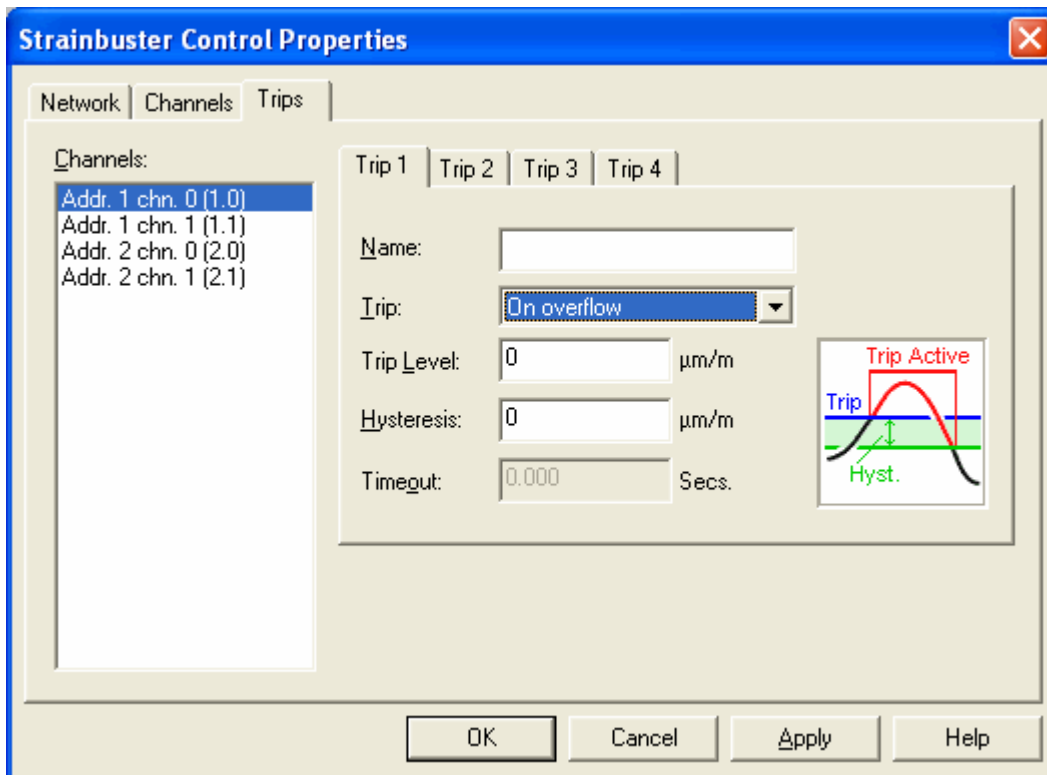 Strainbuster Control Properties
Network Channels Trips
Channels:
Addr. 1 chn. 0 (1.0)
Addr. 1 chn. 1 (1.1)
Addr. 2 chn. 0 (2.0)
Addr. 2 chn. 1 (2.1)
Trip 1 Trip 2 Trip 3 Trip 4
Name:
Trip: On overflow
Trip Level: 0 µm/m
Hysteresis: 0 µm/m
Timeout: 0.000 Secs.
Trip Active
Trip
Hyst.
OK Cancel Apply Help